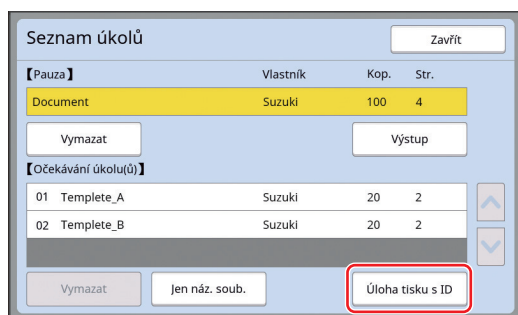 Seznam úkolů Zavřít
【Pauza】 Vlastník Kop. Str.
Document Suzuki 100 4
Vymazat Výstup
【Očekávání úkolu(ů)】
01 Templete_A Suzuki 20 2
02 Templete_B Suzuki 20 2
Vymazat Jen náz. soub. Úloha tisku s ID